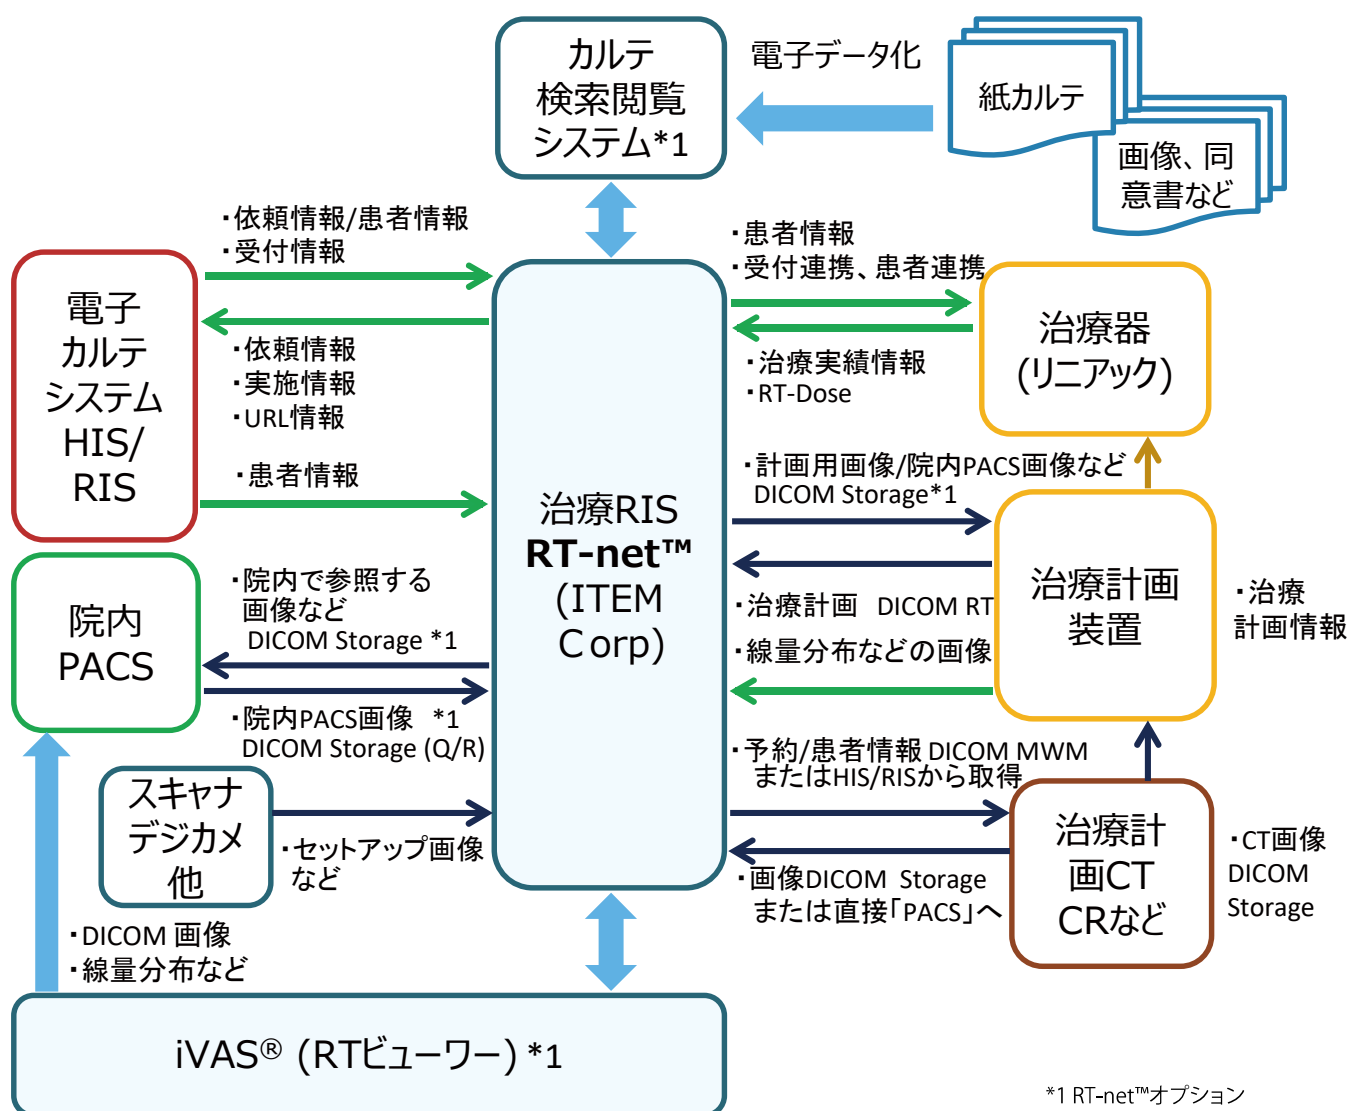 カルテ
検索閲覧
システム*1
電子データ化
紙カルテ
画像、同
意書など
・依頼情報/患者情報
・受付情報
・患者情報
・受付連携、患者連携
電子
カルテ
システム
HIS/
RIS
・依頼情報
・実施情報
・URL情報
・患者情報
治療RIS
RT-net™
(ITEM
Corp)
・治療実績情報
・RT-Dose
治療器
(リニアック)
・計画用画像/院内PACS画像など
DICOM Storage*1
・治療計画 DICOM RT
・線量分布などの画像
治療計画
装置
・治療
計画情報
院内
PACS
・院内で参照する
画像など
DICOM Storage *1
・院内PACS画像 *1
DICOM Storage (Q/R)
・予約/患者情報 DICOM MWM
またはHIS/RISから取得
スキャナ
デジカメ
他
・セットアップ画像
など
・画像DICOM Storage
または直接「PACS」へ
治療計
画CT
CRなど
・CT画像
DICOM
Storage
・DICOM 画像
・線量分布など
iVAS® (RTビューワー) *1
*1 RT-net™オプション